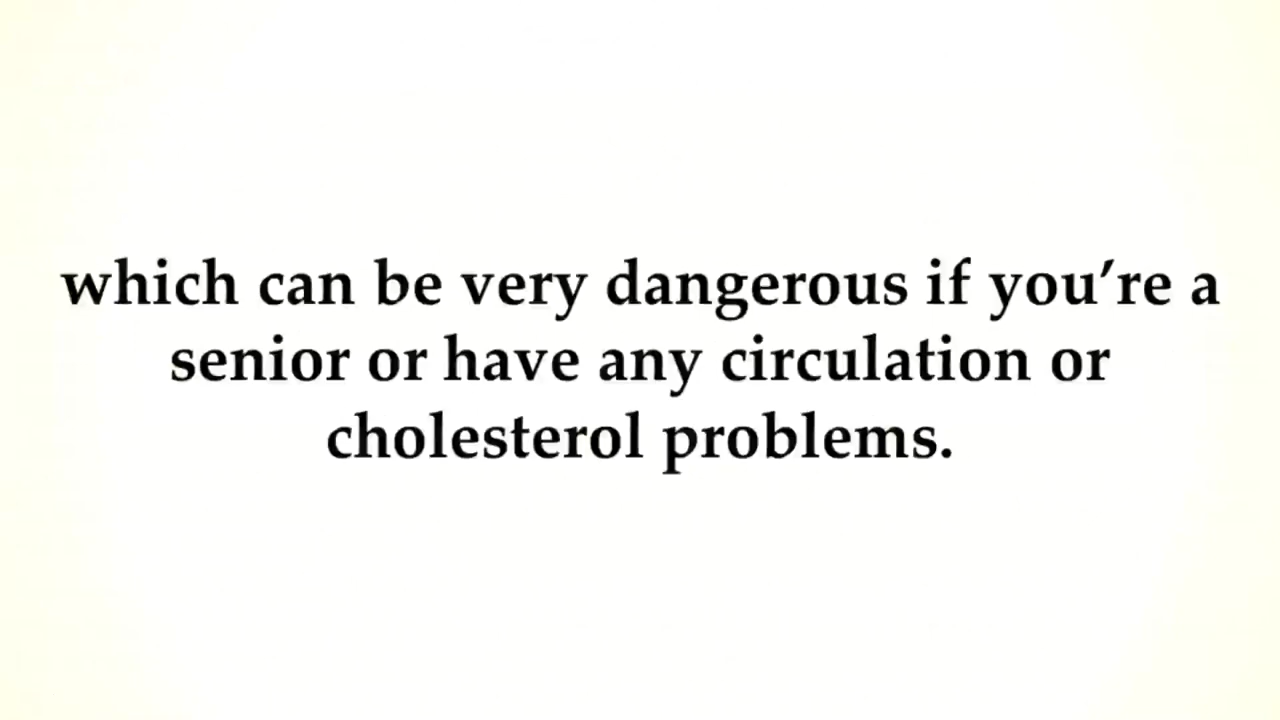 which can be very dangerous if you’re a
senior or have any circulation or
cholesterol problems.